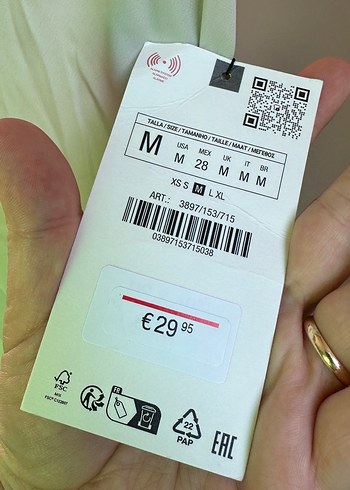 TALLA / SIZE / TAMANHO / TAILLE / MAAT / ΜΕΓΕΘΟΣ
M
USA MEX UK IT BR
M 28 M M M
XS S M L XL
ART.: 3897/153/715
03897153715038
€29 95
FSC
FR
22
PAP
EAC